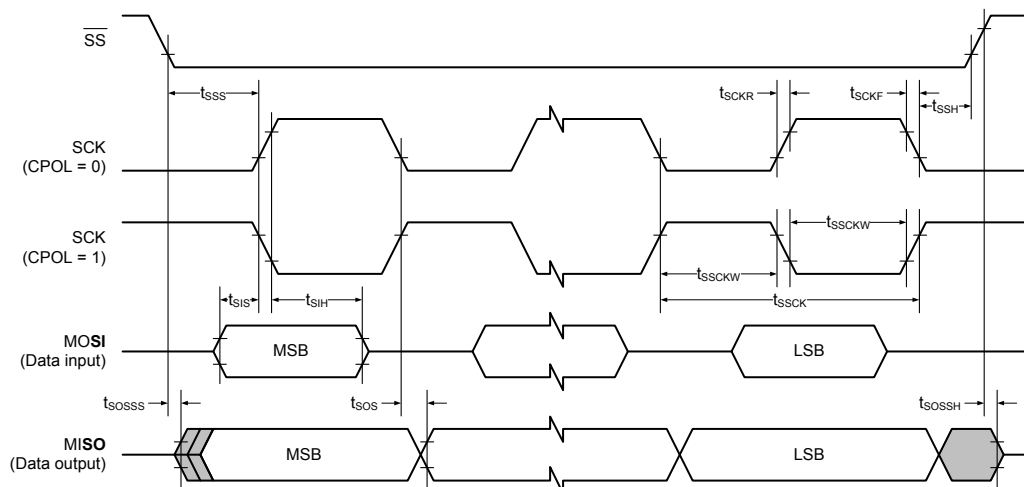 SS
tSSS
tSCKR
tSCKF
tSSH
SCK
(CPOL = 0)
SCK
(CPOL = 1)
tSSCKW
tSSCKW
tSSCK
tSIS
tSIH
MOSI
(Data input)
MSB
LSB
tSOSSS
tSOS
tSOSSH
MISO
(Data output)
MSB
LSB